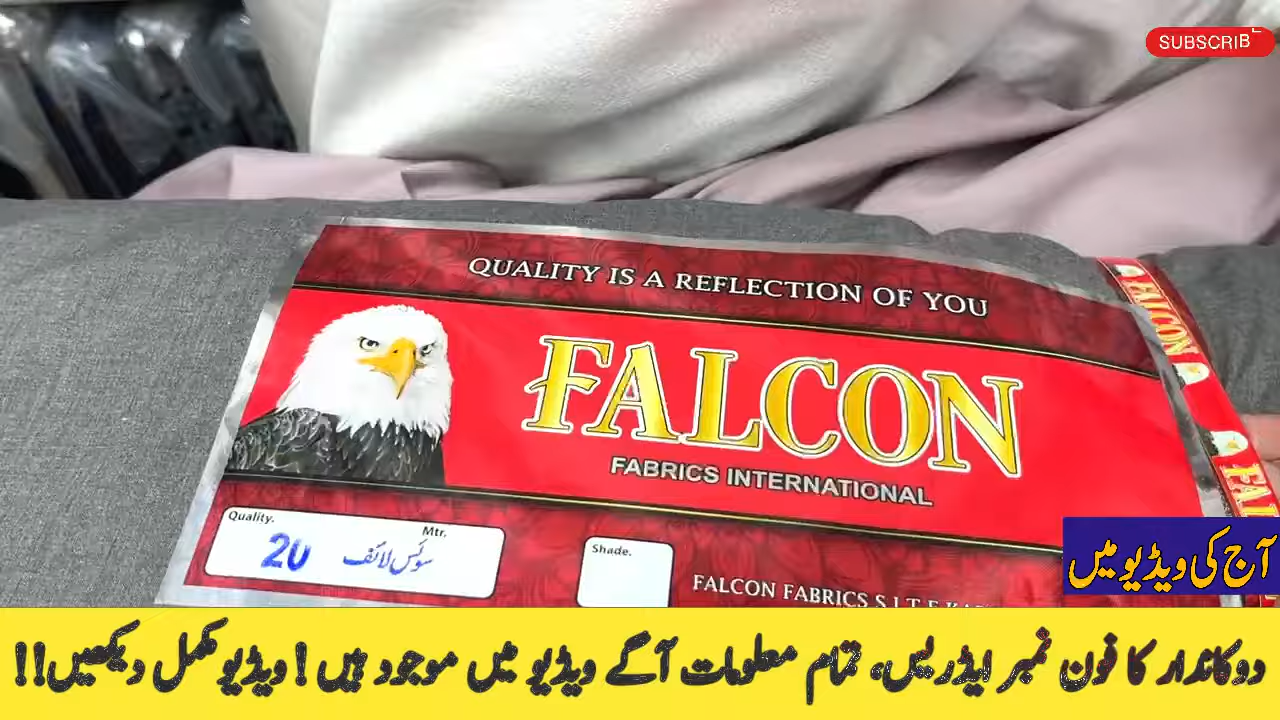 SUBSCRIBE
QUALITY IS A REFLECTION OF YOU
FALCON
FABRICS INTERNATIONAL
Quality.
Mtr.
20 سوئس لائف
Shade.
FALCON FABRICS S.I.T.E
FALCON
آج کی ویڈیو میں
دوکاندار کا فون نمبر ایڈریس، تمام معلومات آگے ویڈیو میں موجود ہیں ! ویڈیو مکمل دیکھیں!!